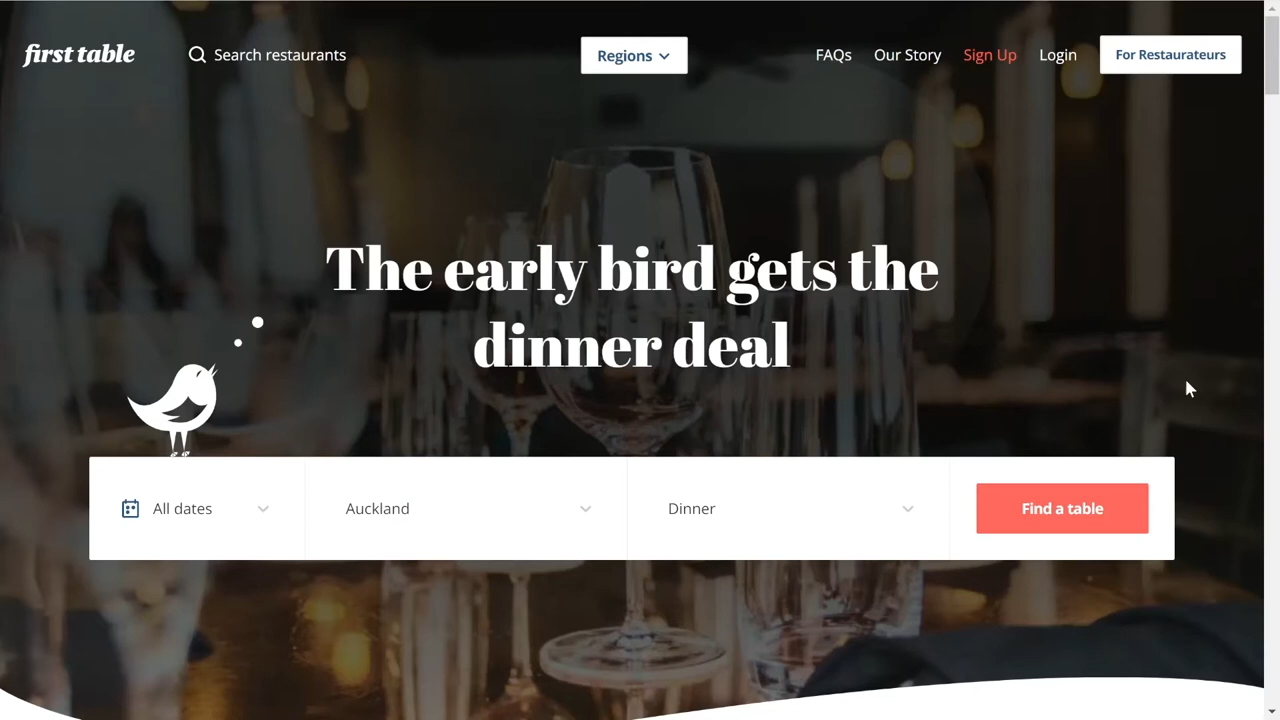 first table
Search restaurants
Regions
FAQs
Our Story
Sign Up
Login
For Restaurateurs
The early bird gets the
dinner deal
All dates
Auckland
Dinner
Find a table